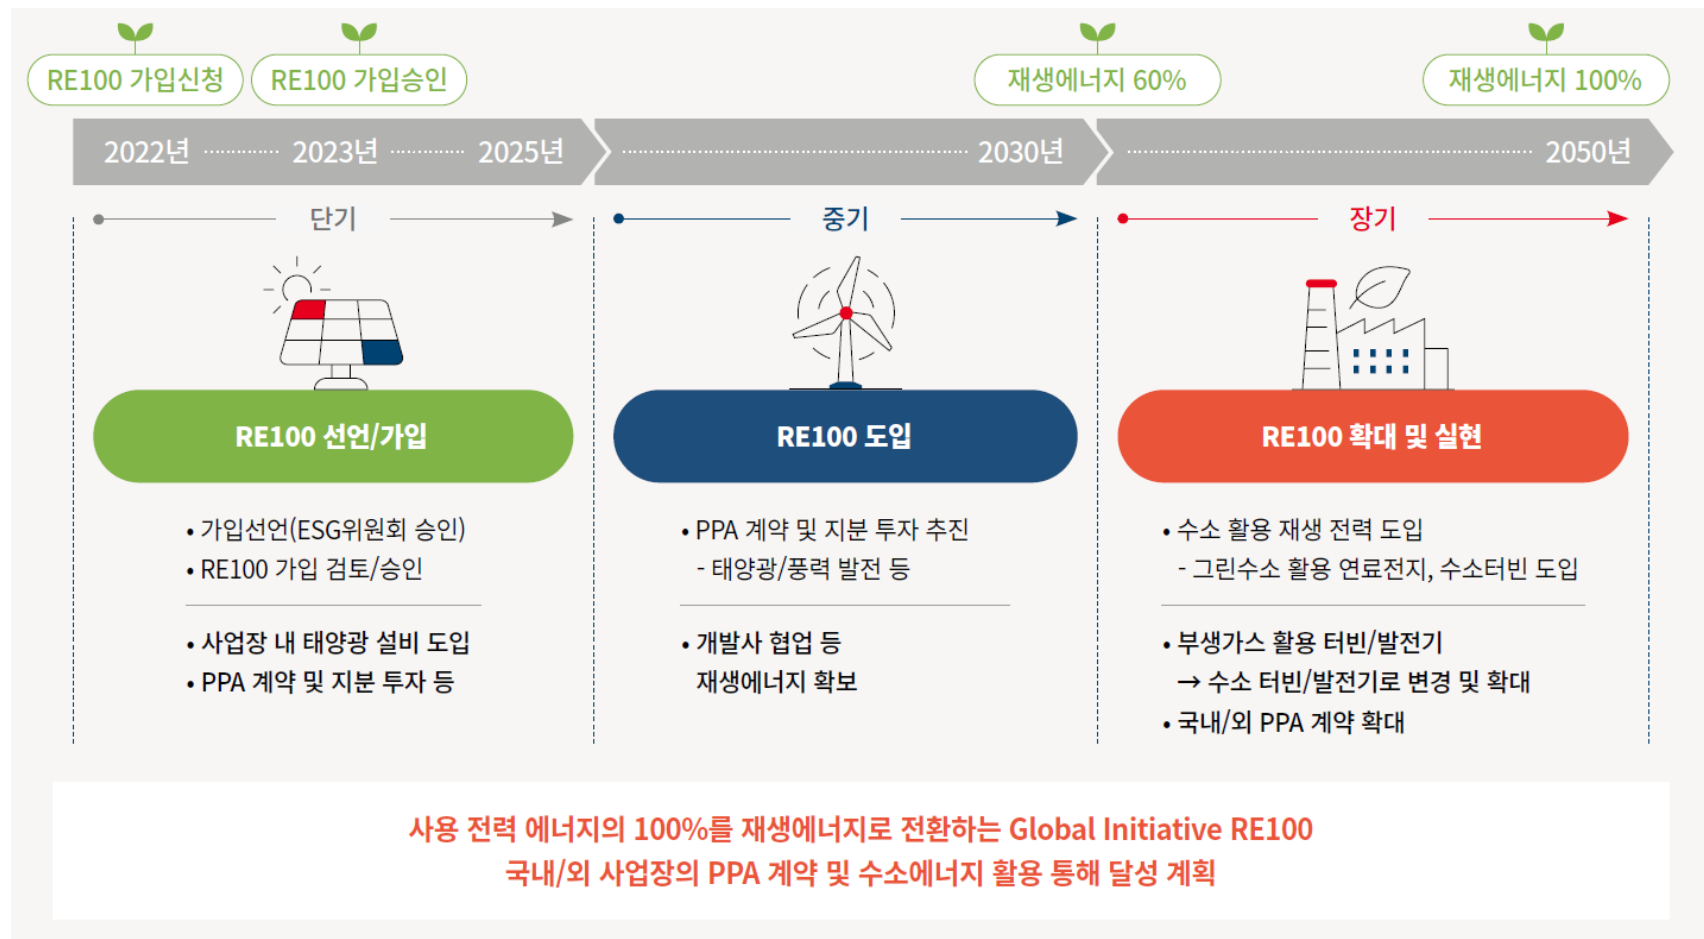 RE100 가입신청
RE100 가입승인
재생에너지 60%
재생에너지 100%
2022년
2023년
2025년
2030년
2050년
단기
중기
장기
RE100 선언/가입
• 가입선언(ESG위원회 승인)
• RE100 가입 검토/승인
• 사업장 내 태양광 설비 도입
• PPA 계약 및 지분 투자 등
RE100 도입
• PPA 계약 및 지분 투자 추진
- 태양광/풍력 발전 등
• 개발사 협업 등
재생에너지 확보
RE100 확대 및 실현
• 수소 활용 재생 전력 도입
- 그린수소 활용 연료전지, 수소터빈 도입
• 부생가스 활용 터빈/발전기
→ 수소 터빈/발전기로 변경 및 확대
• 국내/외 PPA 계약 확대
사용 전력 에너지의 100%를 재생에너지로 전환하는 Global Initiative RE100
국내/외 사업장의 PPA 계약 및 수소에너지 활용 통해 달성 계획